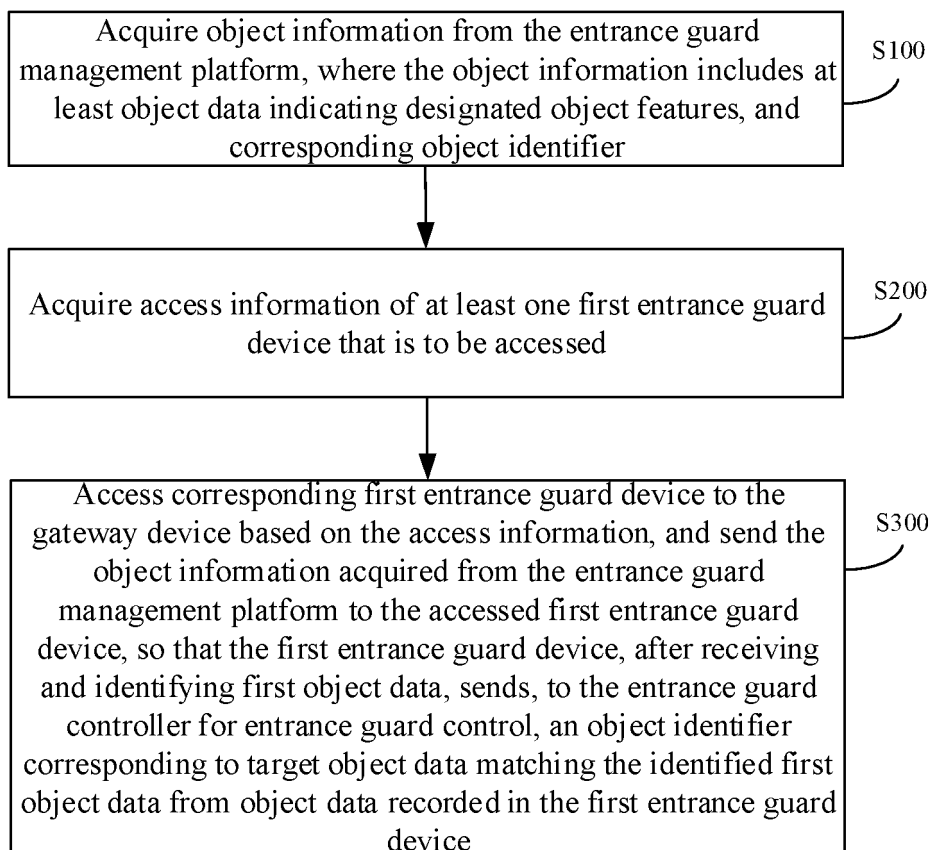 Acquire object information from the entrance guard
management platform, where the object information includes at
least object data indicating designated object features, and
corresponding object identifier
S100
Acquire access information of at least one first entrance guard
device that is to be accessed
S200
Access corresponding first entrance guard device to the
gateway device based on the access information, and send the
object information acquired from the entrance guard
management platform to the accessed first entrance guard
device, so that the first entrance guard device, after receiving
and identifying first object data, sends, to the entrance guard
controller for entrance guard control, an object identifier
corresponding to target object data matching the identified first
object data from object data recorded in the first entrance guard
device
S300